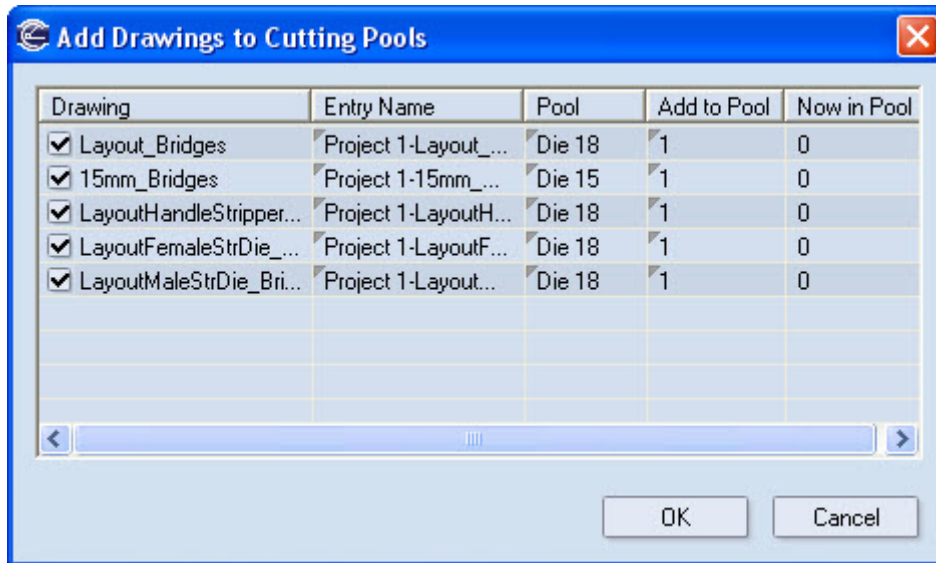 Add Drawings to Cutting Pools
Drawing Entry Name Pool Add to Pool Now in Pool
Layout_Bridges Project 1-Layout_... Die 18 1 0
15mm_Bridges Project 1-15mm_... Die 15 1 0
LayoutHandleStripper... Project 1-LayoutH... Die 18 1 0
LayoutFemaleStrDie_... Project 1-LayoutF... Die 18 1 0
LayoutMaleStrDie_Bri... Project 1-Layout... Die 18 1 0
OK Cancel